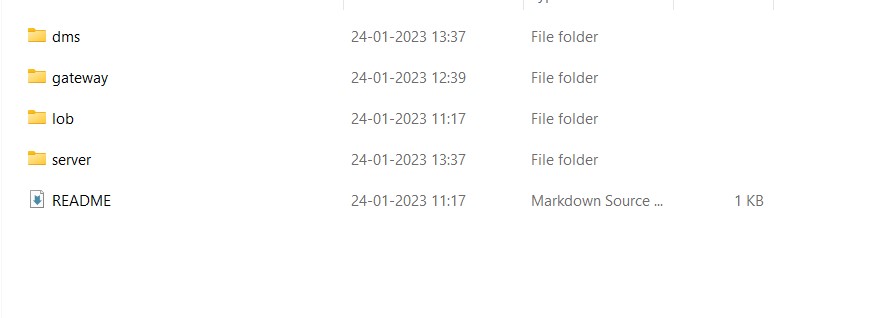 dms 24-01-2023 13:37 File folder
gateway 24-01-2023 12:39 File folder
lob 24-01-2023 11:17 File folder
server 24-01-2023 13:37 File folder
README 24-01-2023 11:17 Markdown Source ... 1 KB